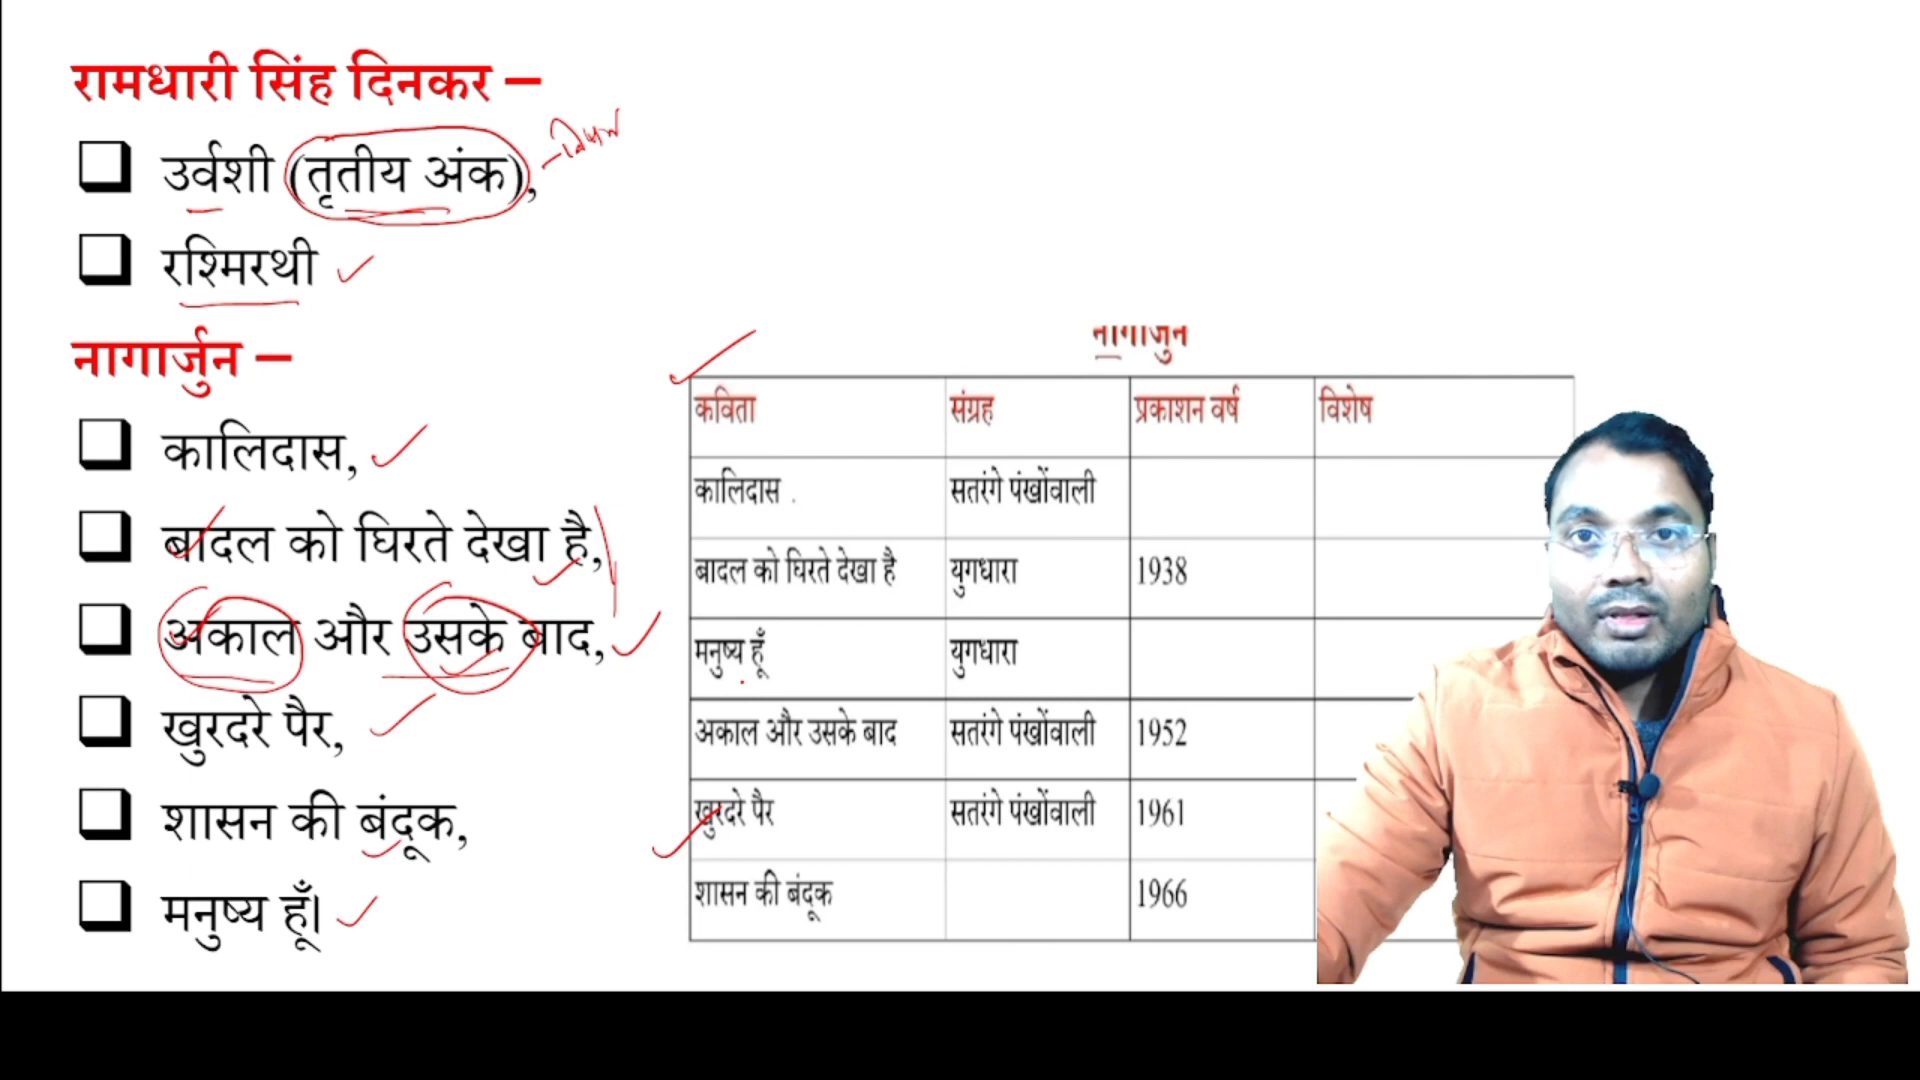 रामधारी सिंह दिनकर –
उर्वशी (तृतीय अंक),
रश्मिरथी
नागार्जुन –
कालिदास,
बादल को घिरते देखा है,
अकाल और उसके बाद,
खुरदरे पैर,
शासन की बंदूक,
मनुष्य हूँ।
नागार्जुन
कविता संग्रह प्रकाशन वर्ष विशेष
कालिदास सतरंगे पंखोंवाली
बादल को घिरते देखा है युगधारा 1938
मनुष्य हूँ युगधारा
अकाल और उसके बाद सतरंगे पंखोंवाली 1952
खुरदरे पैर सतरंगे पंखोंवाली 1961
शासन की बंदूक 1966